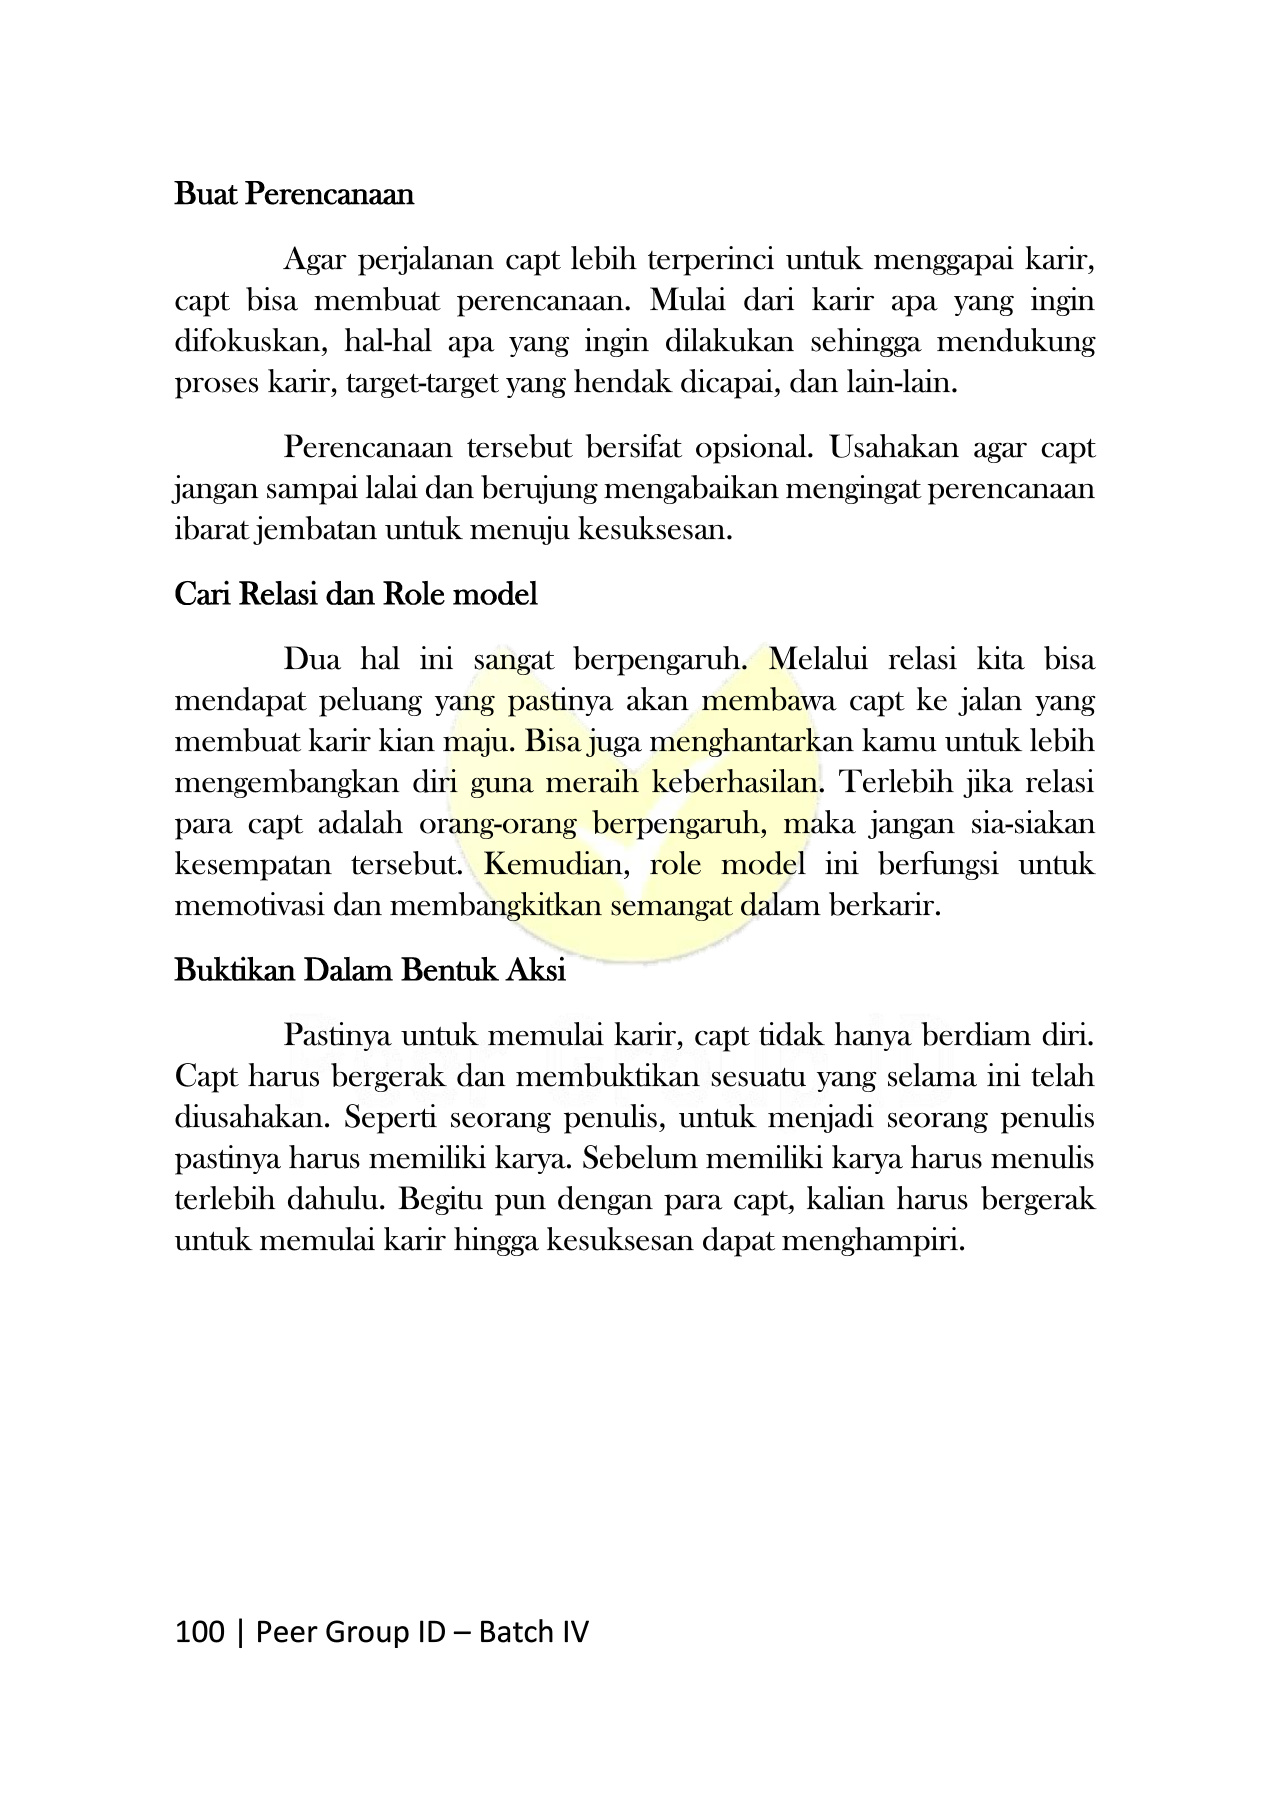 Buat Perencanaan
Agar perjalanan capt lebih terperinci untuk menggapai karir,
capt bisa membuat perencanaan. Mulai dari karir apa yang ingin
difokuskan, hal-hal apa yang ingin dilakukan sehingga mendukung
proses karir, target-target yang hendak dicapai, dan lain-lain.
Perencanaan tersebut bersifat opsional. Usahakan agar capt
jangan sampai lalai dan berujung mengabaikan mengingat perencanaan
ibarat jembatan untuk menuju kesuksesan.
Cari Relasi dan Role model
Dua hal ini sangat berpengaruh. Melalui relasi kita bisa
mendapat peluang yang pastinya akan membawa capt ke jalan yang
membuat karir kian maju. Bisa juga menghantarkan kamu untuk lebih
mengembangkan diri guna meraih keberhasilan. Terlebih jika relasi
para capt adalah orang-orang berpengaruh, maka jangan sia-siakan
kesempatan tersebut. Kemudian, role model ini berfungsi untuk
memotivasi dan membangkitkan semangat dalam berkarir.
Buktikan Dalam Bentuk Aksi
Pastinya untuk memulai karir, capt tidak hanya berdiam diri.
Capt harus bergerak dan membuktikan sesuatu yang selama ini telah
diusahakan. Seperti seorang penulis, untuk menjadi seorang penulis
pastinya harus memiliki karya. Sebelum memiliki karya harus menulis
terlebih dahulu. Begitu pun dengan para capt, kalian harus bergerak
untuk memulai karir hingga kesuksesan dapat menghampiri.
100 | Peer Group ID – Batch IV